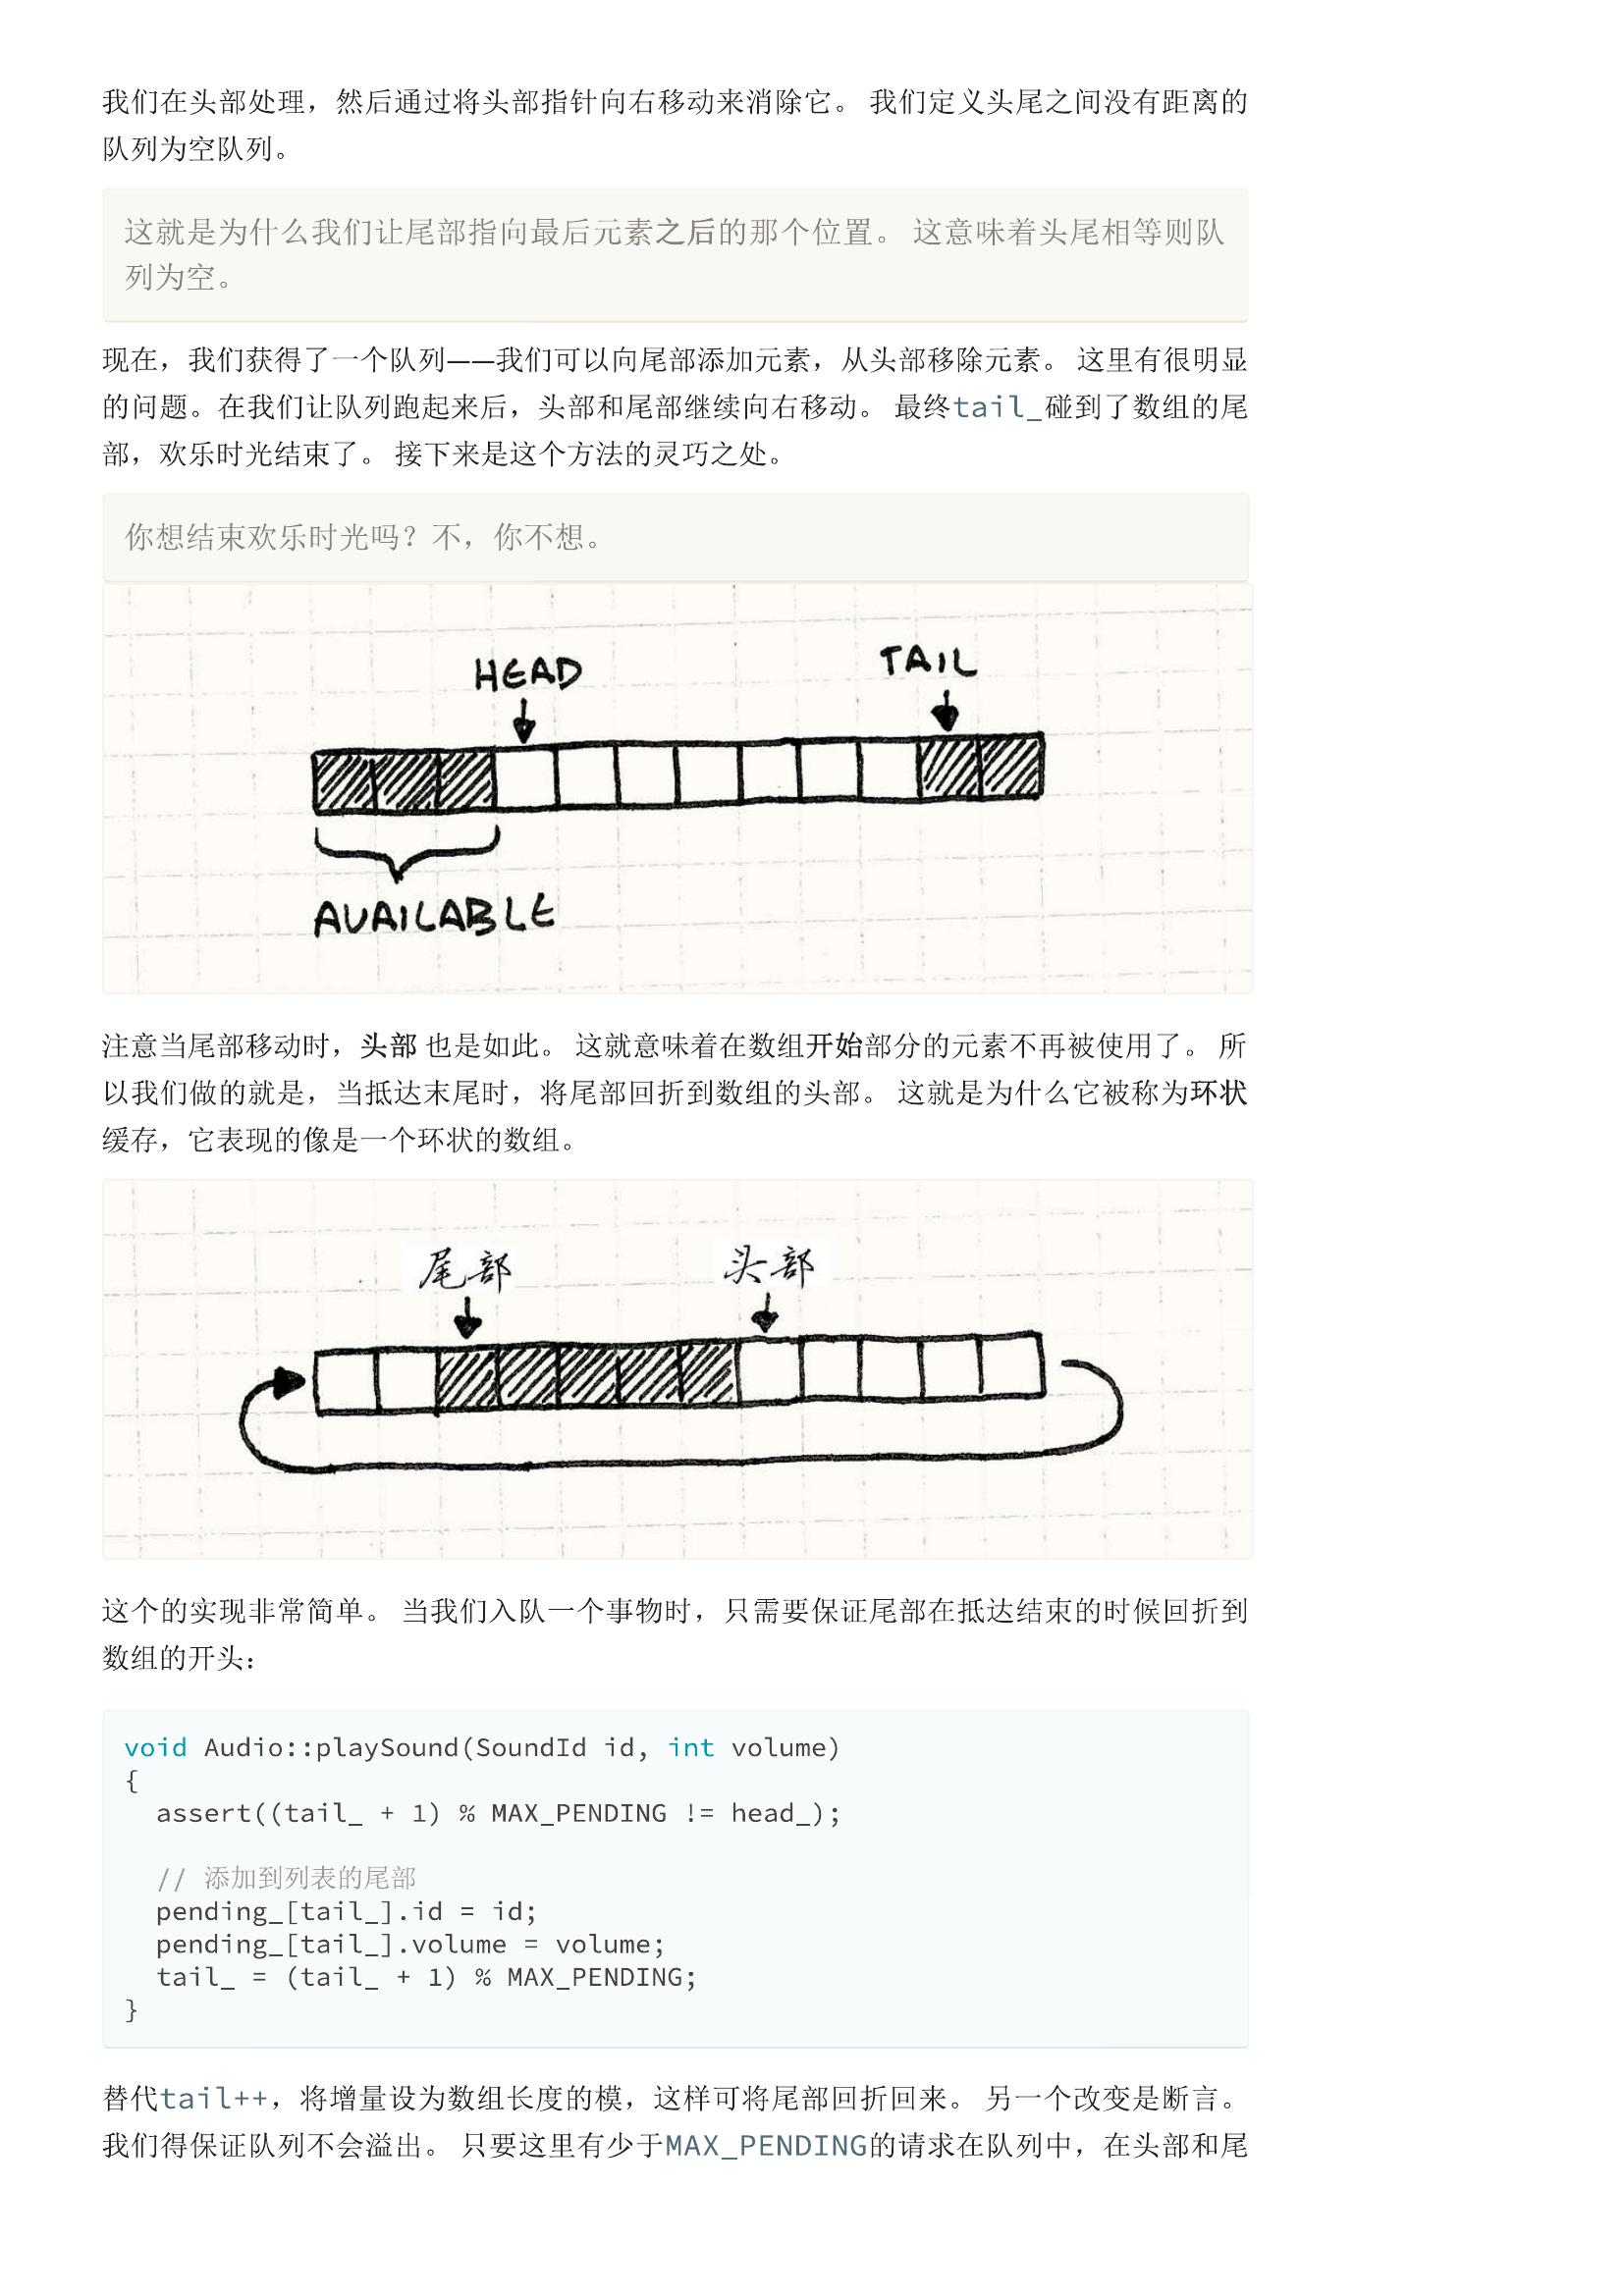 我们在头部处理，然后通过将头部指针向右移动来消除它。 我们定义头尾之间没有距离的
队列为空队列。
这就是为什么我们让尾部指向最后元素之后的那个位置。 这意味着头尾相等则队
列为空。
现在，我们获得了一个队列——我们可以向尾部添加元素，从头部移除元素。 这里有很明显
的问题。在我们让队列跑起来后，头部和尾部继续向右移动。 最终tail_碰到了数组的尾
部，欢乐时光结束了。 接下来是这个方法的灵巧之处。
你想结束欢乐时光吗？不，你不想。
HEAD TAIL
AVAILABLE
注意当尾部移动时，头部 也是如此。 这就意味着在数组开始部分的元素不再被使用了。 所
以我们做的就是，当抵达末尾时，将尾部回折到数组的头部。 这就是为什么它被称为环状
缓存，它表现的像是一个环状的数组。
尾部 头部
这个的实现非常简单。 当我们入队一个事物时，只需要保证尾部在抵达结束的时候回折到
数组的开头：
void Audio::playSound(SoundId id, int volume)
{
  assert((tail_ + 1) % MAX_PENDING != head_);
  // 添加到列表的尾部
  pending_[tail_].id = id;
  pending_[tail_].volume = volume;
  tail_ = (tail_ + 1) % MAX_PENDING;
}
替代tail++，将增量设为数组长度的模，这样可将尾部回折回来。 另一个改变是断言。
我们得保证队列不会溢出。 只要这里有少于MAX_PENDING的请求在队列中，在头部和尾